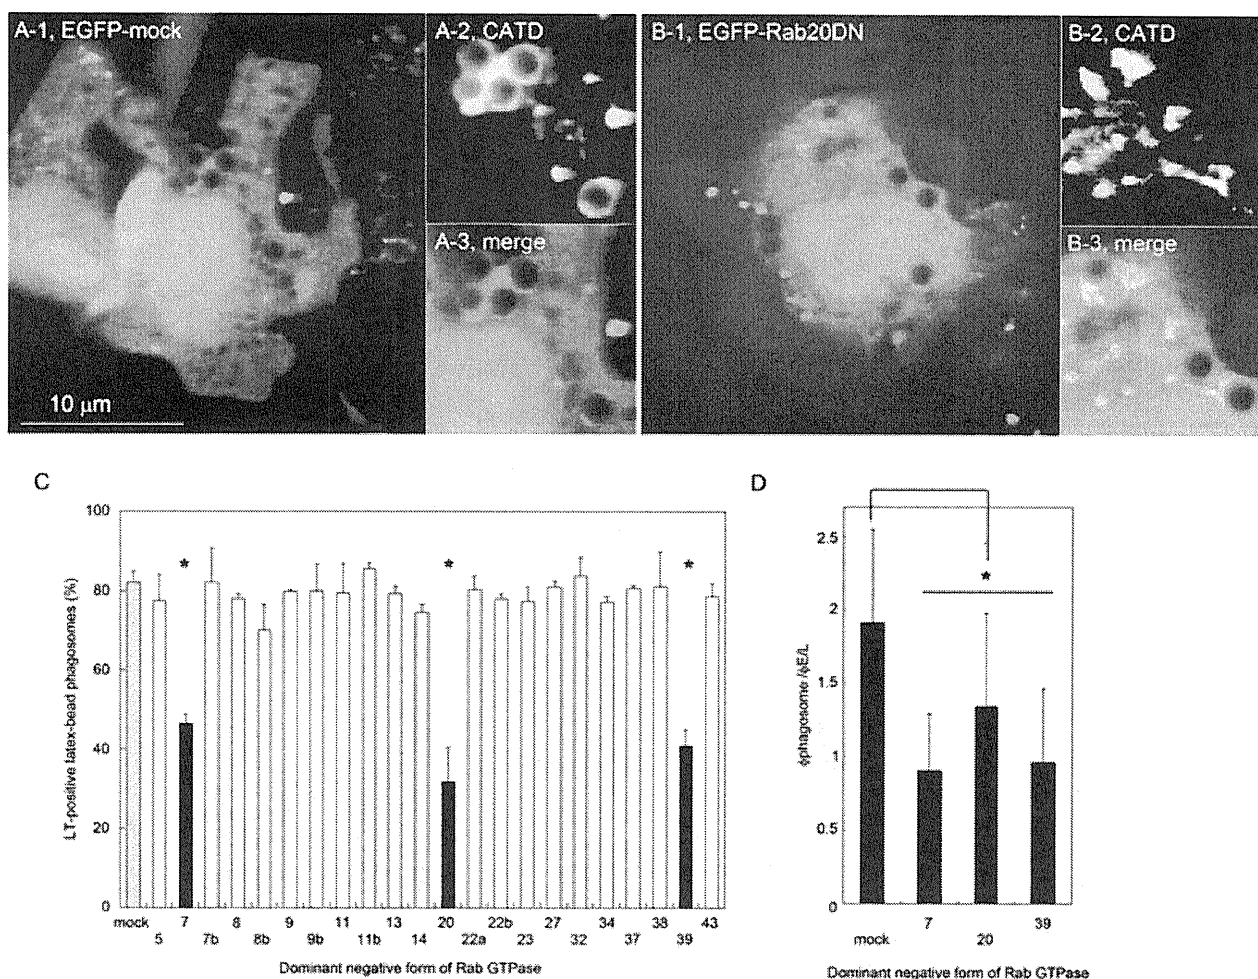 A-1, EGFP-mock
A-2, CATD
B-1, EGFP-Rab20DN
B-2, CATD
A-3, merge
B-3, merge
10 μm
C
LT-positive latex-bead phagosomes (%)
100
80
60
40
20
0
* * *
mock 7 7b 8 9 11 13 20 22b 27 34 38 43
5 8b 9b 11b 14 22a 23 32 37 39
Dominant negative form of Rab GTPase
D
ϕphagosome /ϕE/L
2.5
2
1.5
1
0.5
0
*
7 39
mock 20
Dominant negative form of Rab GTPase